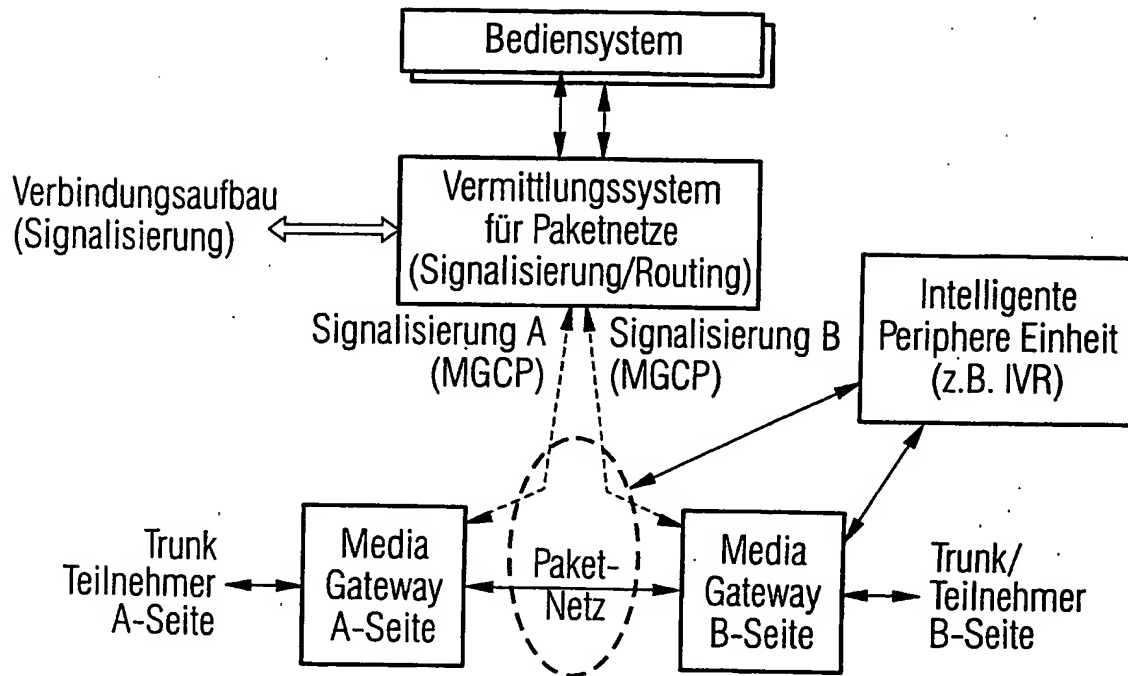 Bediensystem
Verbindungsaufbau
(Signalisierung)
Vermittlungssystem
für Paketnetze
(Signalisierung/Routing)
Intelligente
Periphere Einheit
(z.B. IVR)
Signalisierung A
(MGCP)
Signalisierung B
(MGCP)
Trunk
Teilnehmer
A-Seite
Media
Gateway
A-Seite
Paket-
Netz
Media
Gateway
B-Seite
Trunk/
Teilnehmer
B-Seite